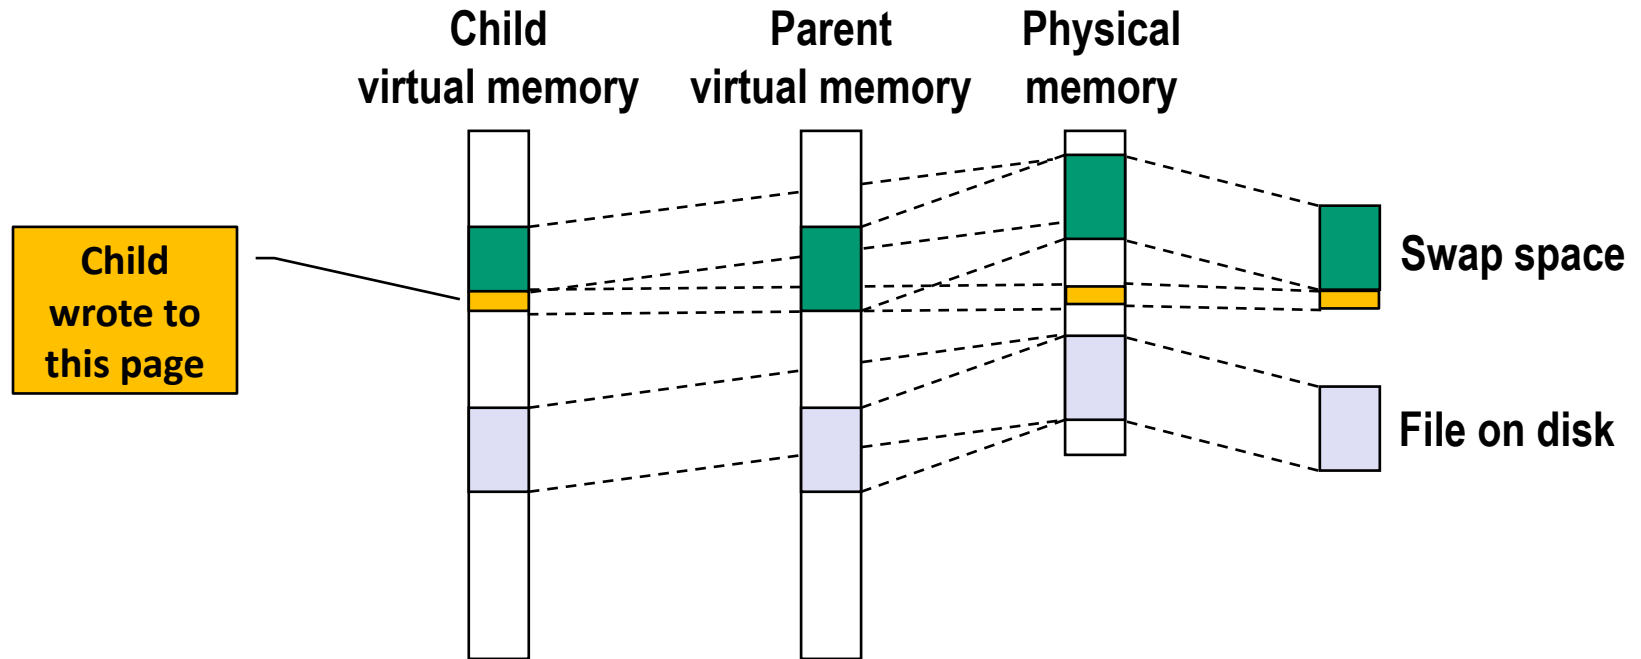 Child
virtual memory
Parent
virtual memory
Physical
memory
Child
wrote to
this page
Swap space
File on disk